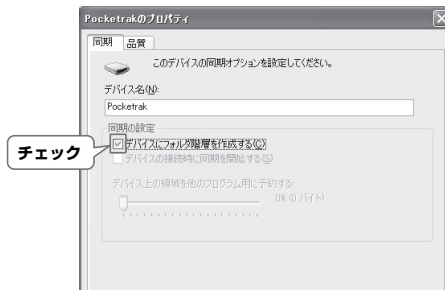 Pocketrakのプロパティ
同期 品質
このデバイスの同期オプションを設定してください。
デバイス名(N):
Pocketrak
同期の設定
チェック
デバイスにフォルダ階層を作成する(C)
デバイスの接続時に同期を開始する(S)
デバイス上の領域を他のプログラム用に予約する:
0% (0 バイト)